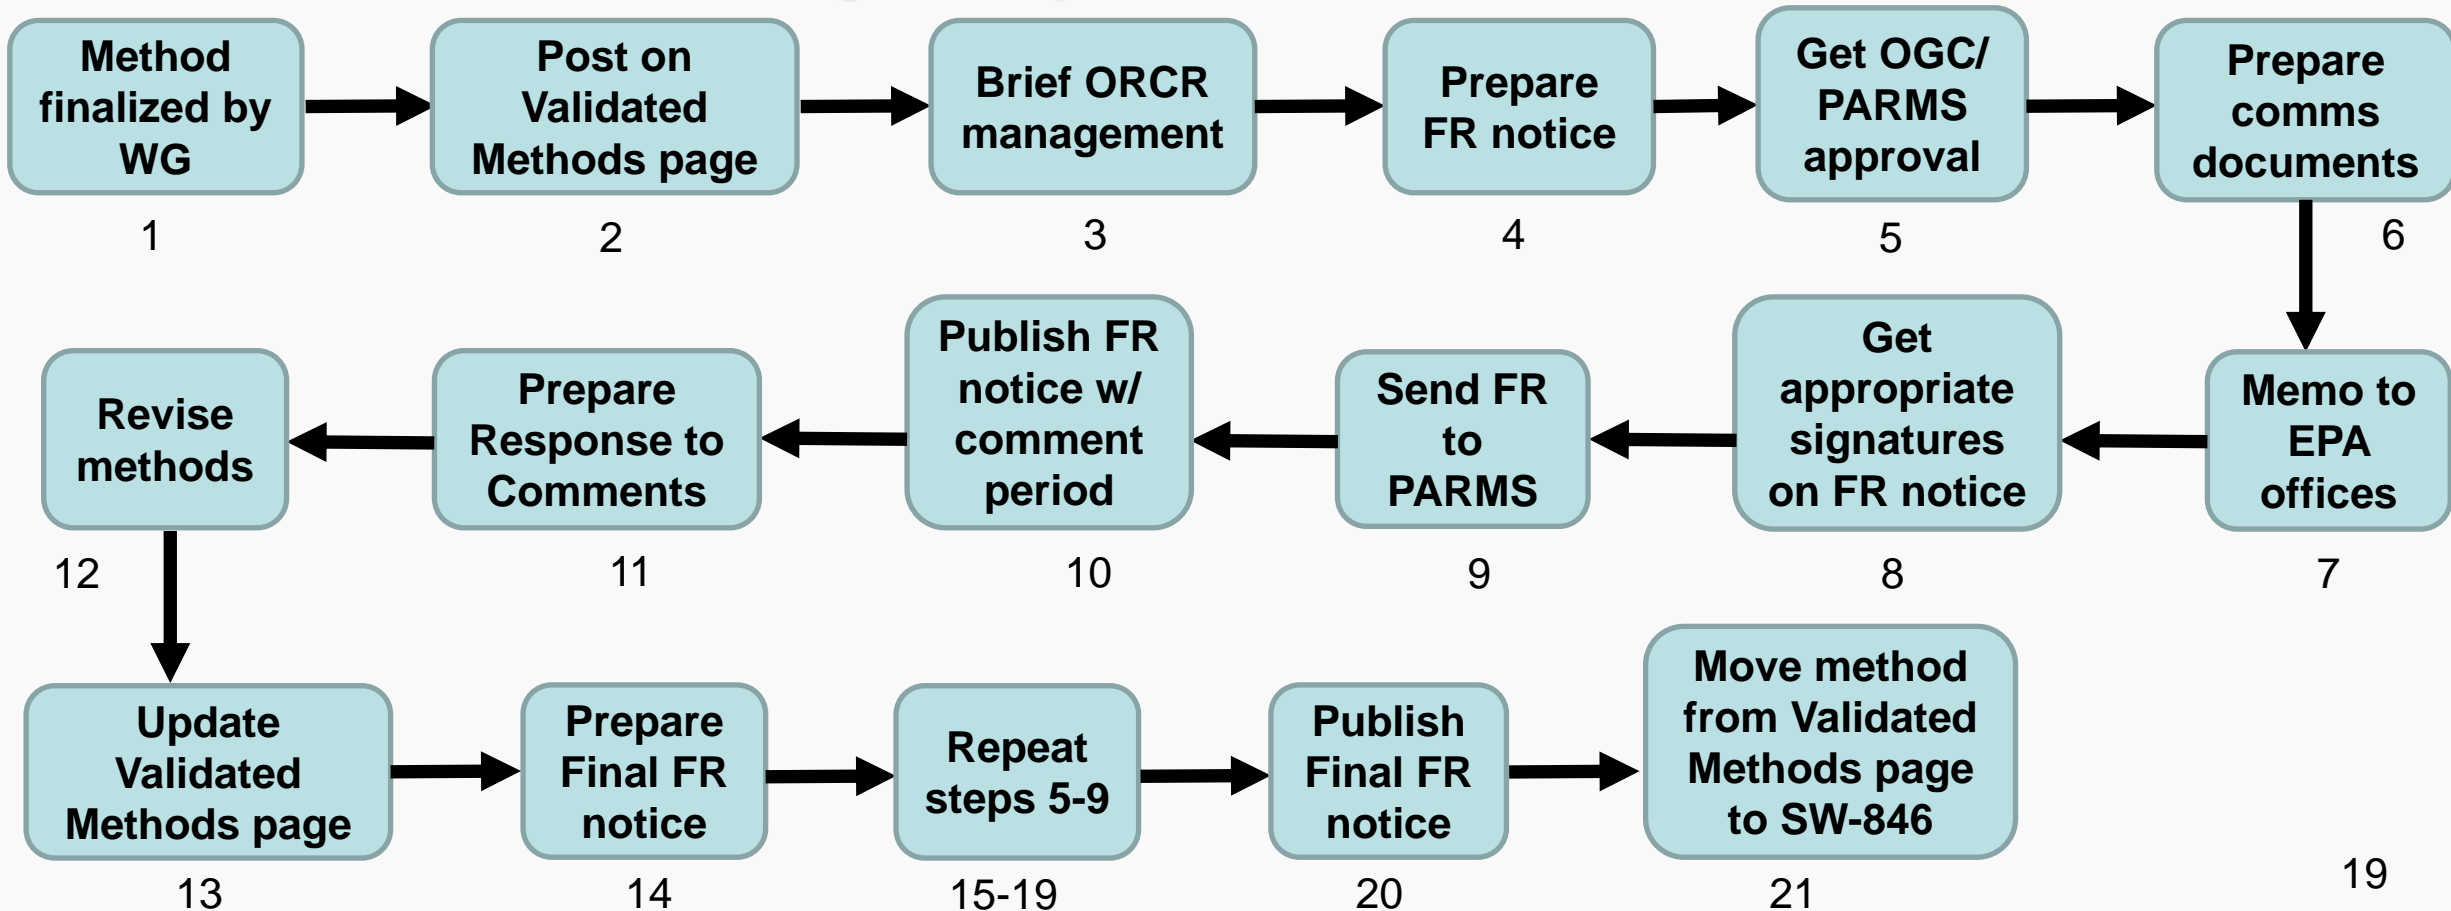 Method
finalized by
WG
Post on
Validated
Methods page
Brief ORCR
management
Prepare
FR notice
Get OGC/
PARMS
approval
Prepare
comms
documents
1
2
3
4
5
6
Memo to
EPA
offices
Get
appropriate
signatures
on FR notice
Send FR
to
PARMS
Publish FR
notice w/
comment
period
Prepare
Response to
Comments
Revise
methods
7
8
9
10
11
12
Update
Validated
Methods page
Prepare
Final FR
notice
Repeat
steps 5-9
Publish
Final FR
notice
Move method
from Validated
Methods page
to SW-846
13
14
15-19
20
21
19